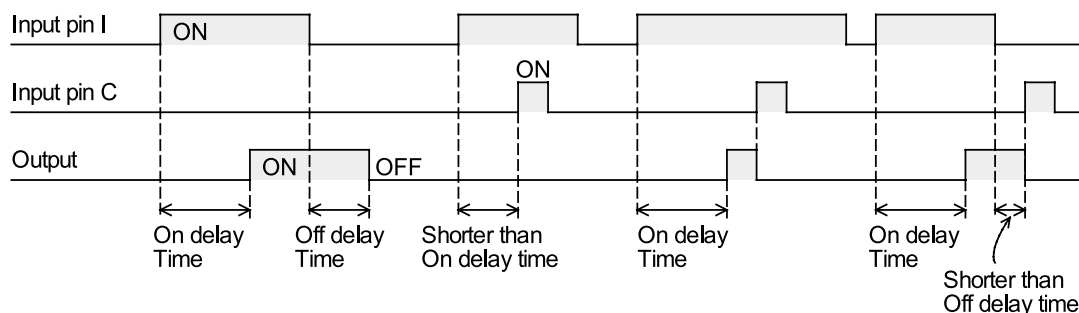 Input pin I
ON
ON
Input pin C
Output
ON
OFF
On delay
Time
Off delay
Time
Shorter than
On delay time
On delay
Time
On delay
Time
Shorter than
Off delay time